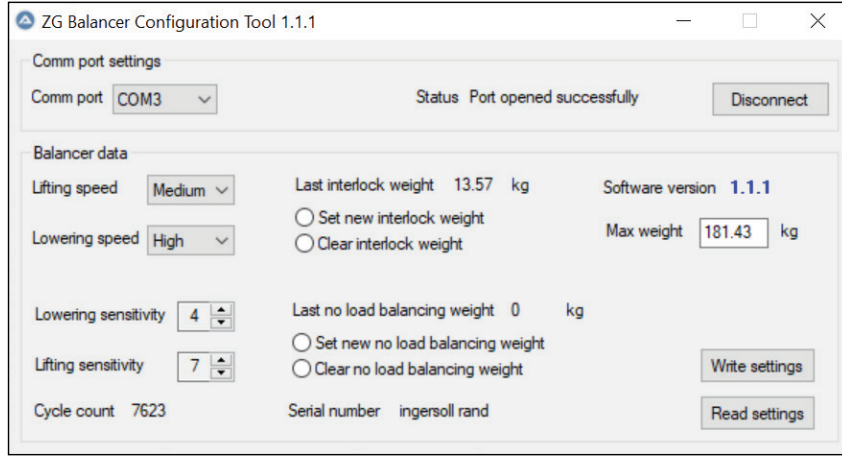 ZG Balancer Configuration Tool 1.1.1
Comm port settings
Comm port COM3 Status Port opened successfully Disconnect
Balancer data
Lifting speed Medium Last interlock weight 13.57 kg Software version 1.1.1
Set new interlock weight
Lowering speed High Clear interlock weight Max weight 181.43 kg
Lowering sensitivity 4 Last no load balancing weight 0 kg
Set new no load balancing weight
Lifting sensitivity 7 Clear no load balancing weight Write settings
Cycle count 7623 Serial number ingersoll rand Read settings